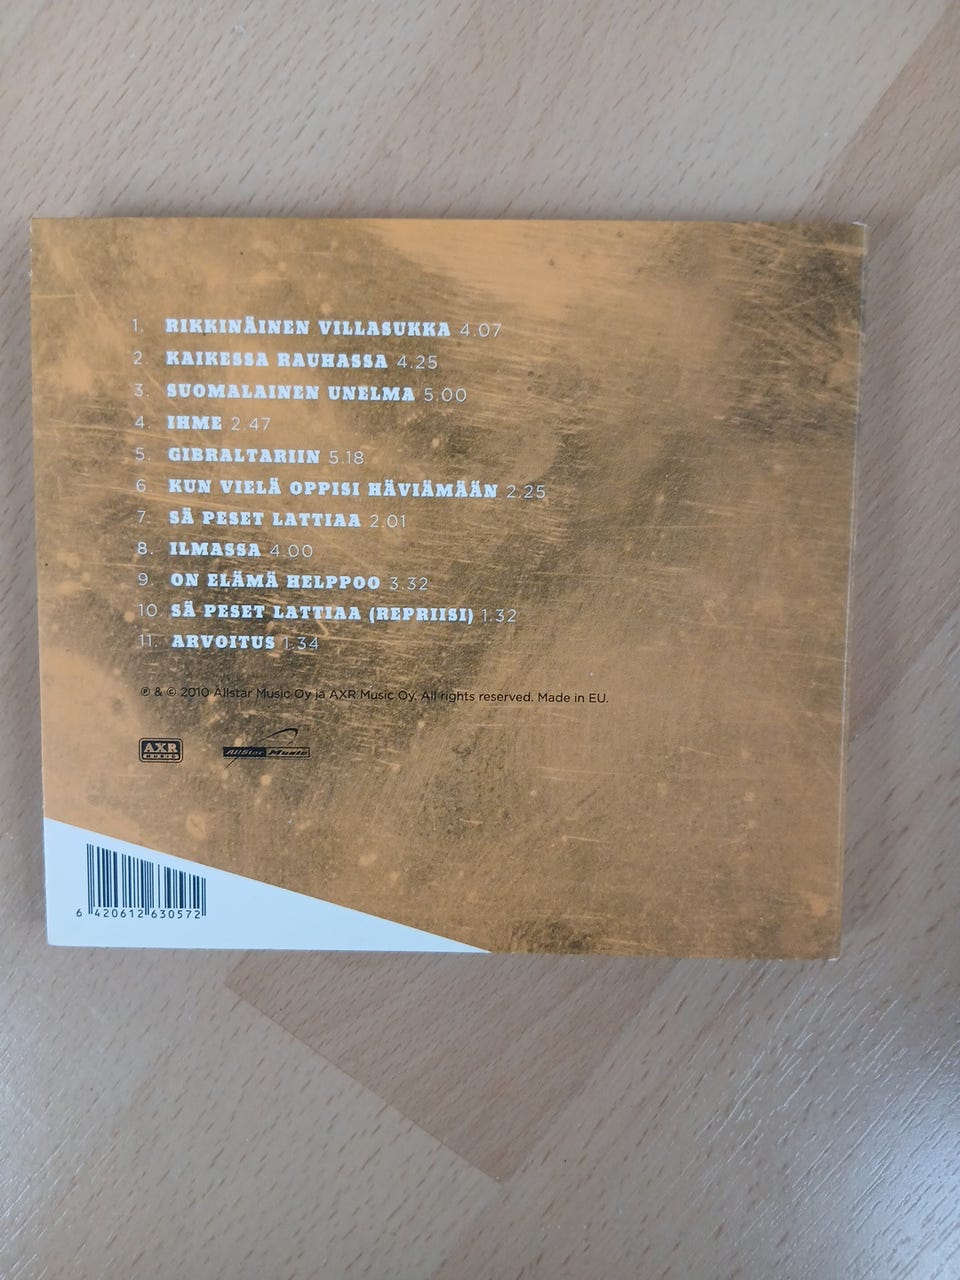 1. RIKKINÄINEN VILLASUKKA 4.07
2. KAIKESSA RAUHASSA 4.25
3. SUOMALAINEN UNELMA 5.00
4. IHME 2.47
5. GIBRALTARIIN 5.18
6. KUN VIELÄ OPPISI HÄVIÄMÄÄN 2.25
7. SÄ PESET LATTIAA 2.01
8. ILMASSA 4.00
9. ON ELÄMÄ HELPPOO 3.32
10. SÄ PESET LATTIAA (REPRIISI) 1.32
11. ARVOITUS 1.34
℗ & © 2010 Allstar Music Oy ja AXR Music Oy. All rights reserved. Made in EU.
AXR
MUSIC
AllStar Music
6 420612 630572